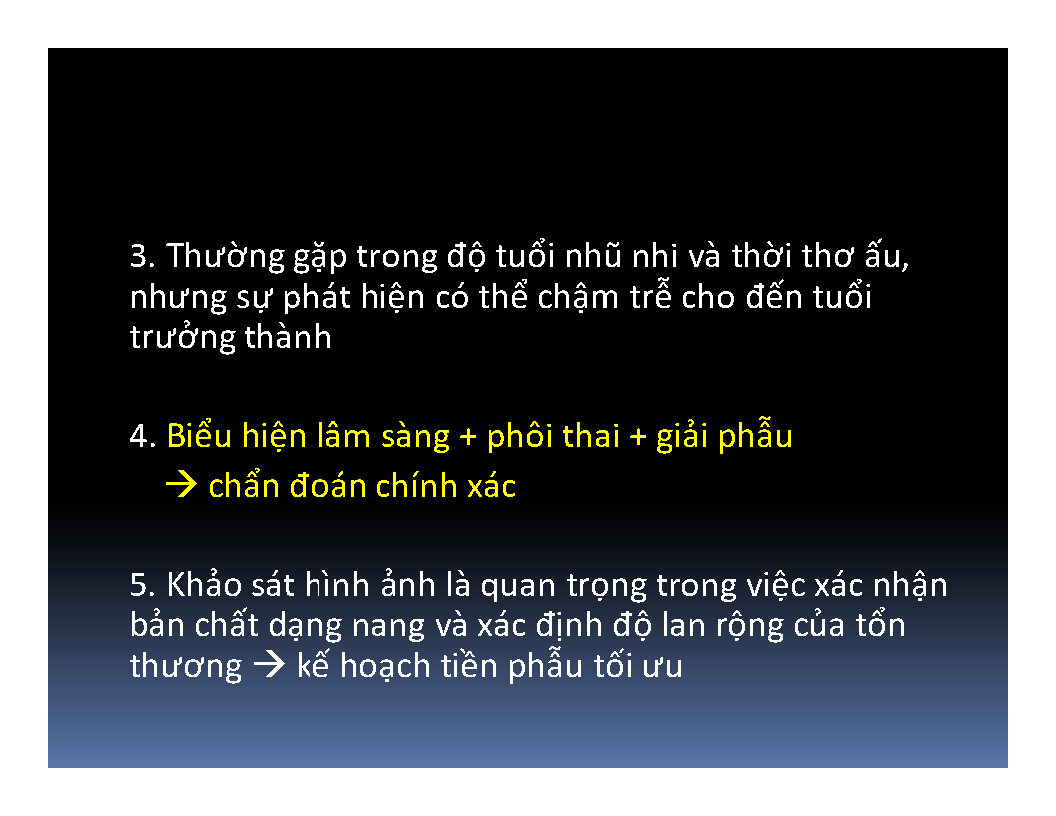 3. Thường gặp trong độ tuổi nhũ nhi và thời thơ ấu,
nhưng sự phát hiện có thể chậm trễ cho đến tuổi
trưởng thành
4. Biểu hiện lâm sàng + phôi thai + giải phẫu
→ chẩn đoán chính xác
5. Khảo sát hình ảnh là quan trọng trong việc xác nhận
bản chất dạng nang và xác định độ lan rộng của tổn
thương → kế hoạch tiền phẫu tối ưu